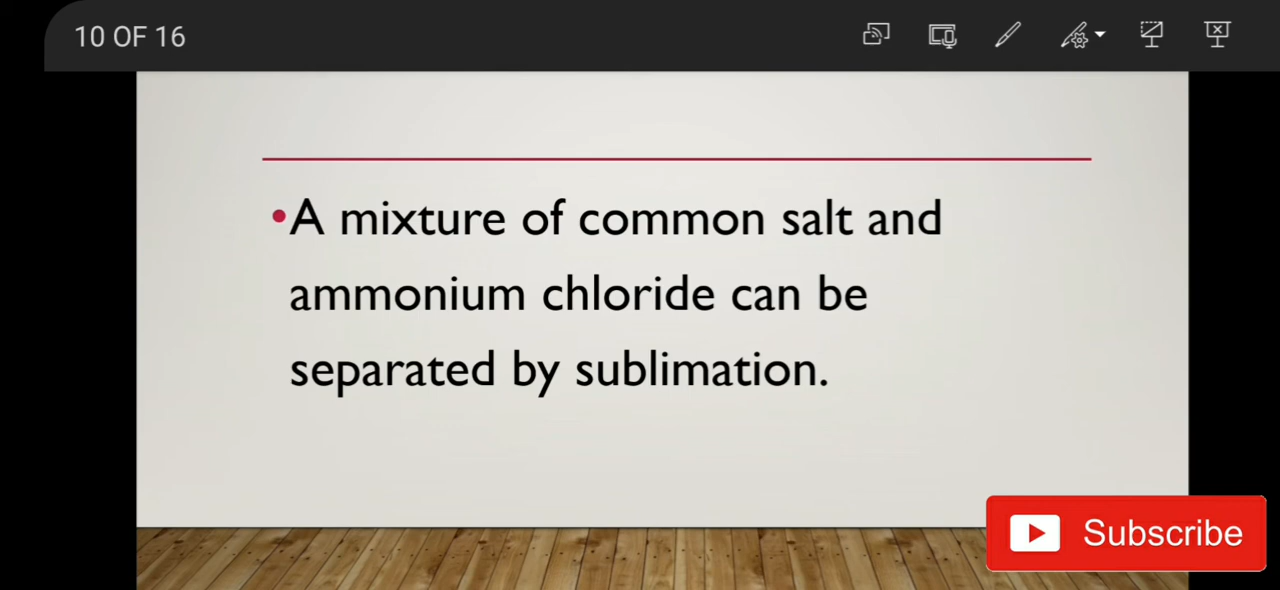 10 OF 16
•A mixture of common salt and
ammonium chloride can be
separated by sublimation.
Subscribe